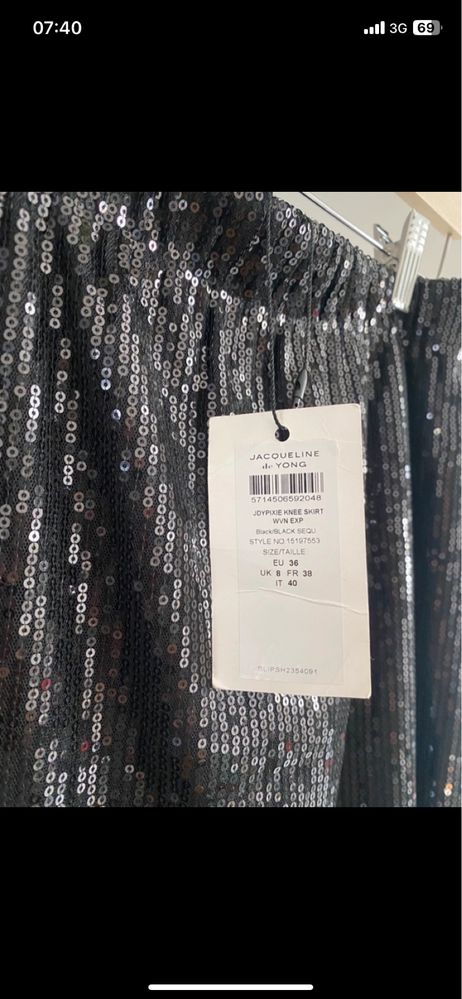 07:40
3G 69
JACQUELINE
de YONG
5714506592048
JDYPIXIE KNEE SKIRT
WVN EXP
Black/BLACK SEQU
STYLE NO.15197553
SIZE/TAILLE
EU 36
UK 8 FR 38
IT 40
BLIPSH2354091